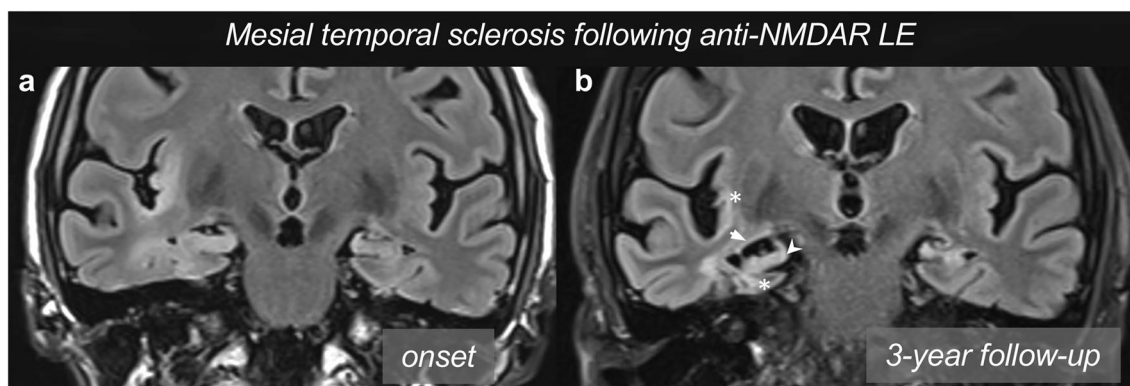 Mesial temporal sclerosis following anti-NMDAR LE
a
b
*
*
onset
3-year follow-up